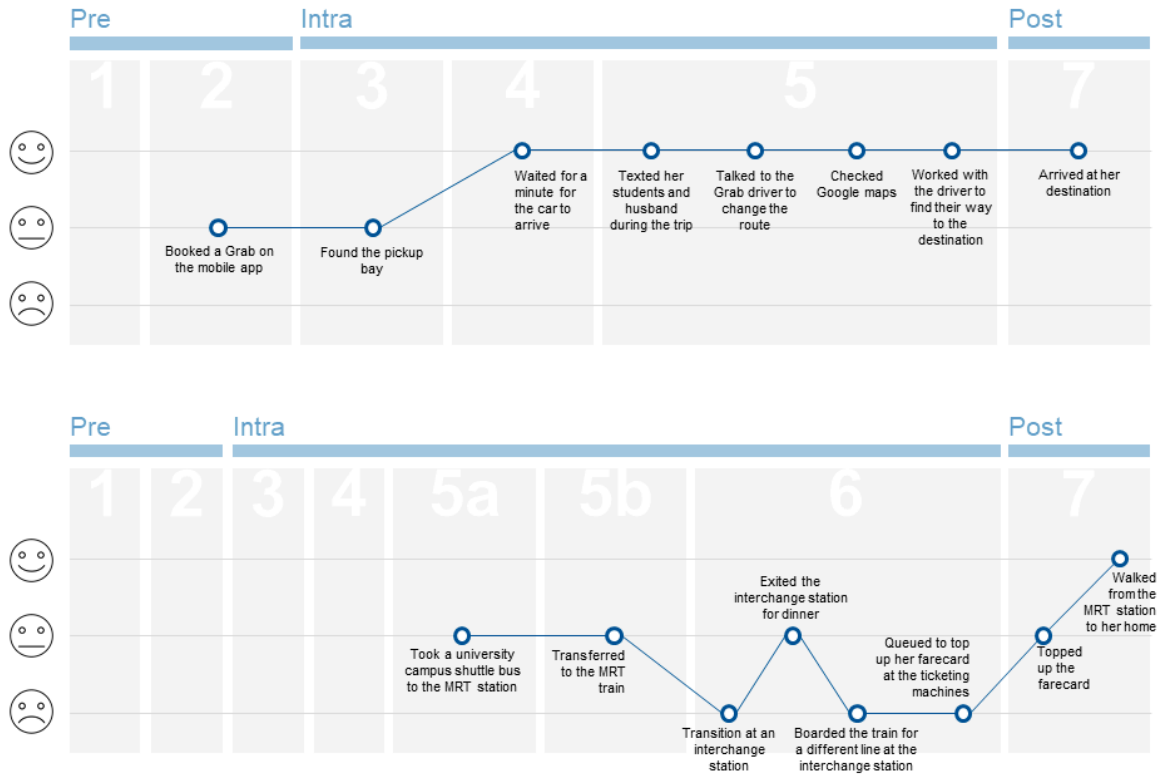 Pre
Intra
Post
1
2
3
4
5
7
Booked a Grab on
the mobile app
Found the pickup
bay
Waited for a
minute for
the car to
arrive
Texted her
students and
husband
during the trip
Talked to the
Grab driver to
change the
route
Checked
Google maps
Worked with
the driver to
find their way
to the
destination
Arrived at her
destination
Pre
Intra
Post
1
2
3
4
5a
5b
6
7
Took a university
campus shuttle bus
to the MRT station
Transferred
to the MRT
train
Transition at an
interchange
station
Exited the
interchange station
for dinner
Boarded the train for
a different line at the
interchange station
Queued to top
up her farecard
at the ticketing
machines
Topped
up the
farecard
Walked
from the
MRT station
to her home